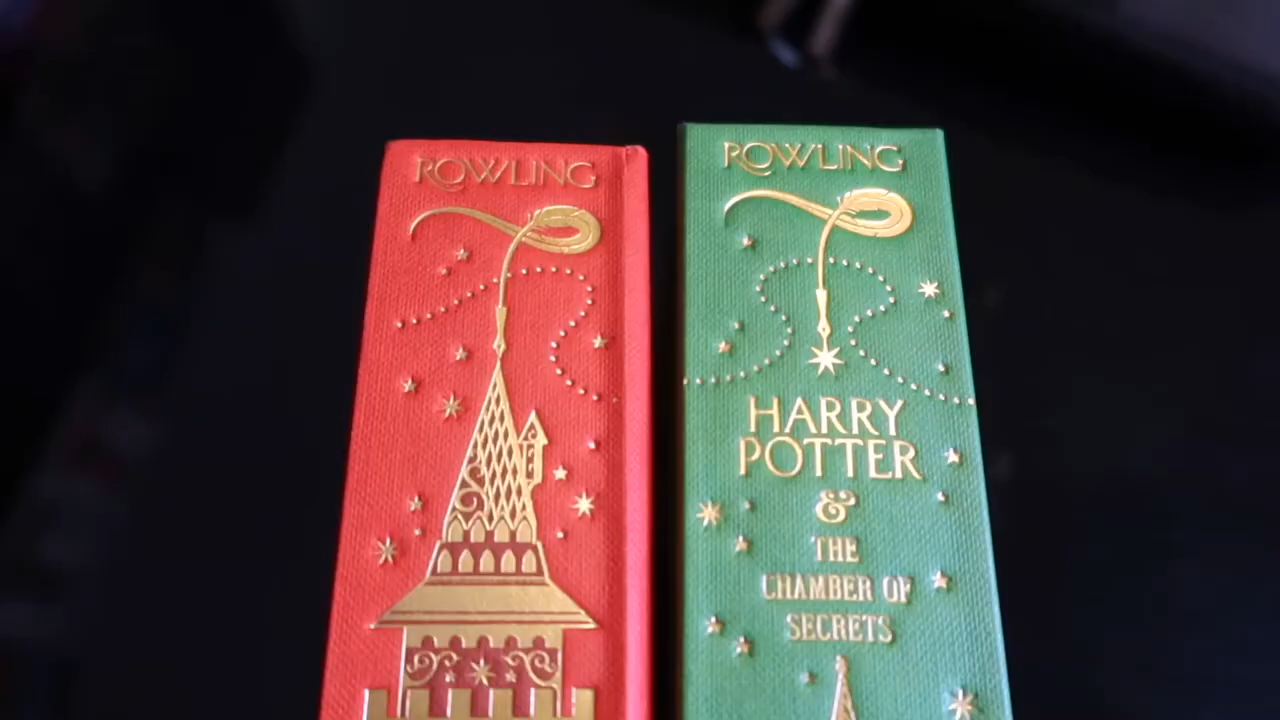 ROWLING
ROWLING
HARRY
POTTER
&
THE
CHAMBER OF
SECRETS